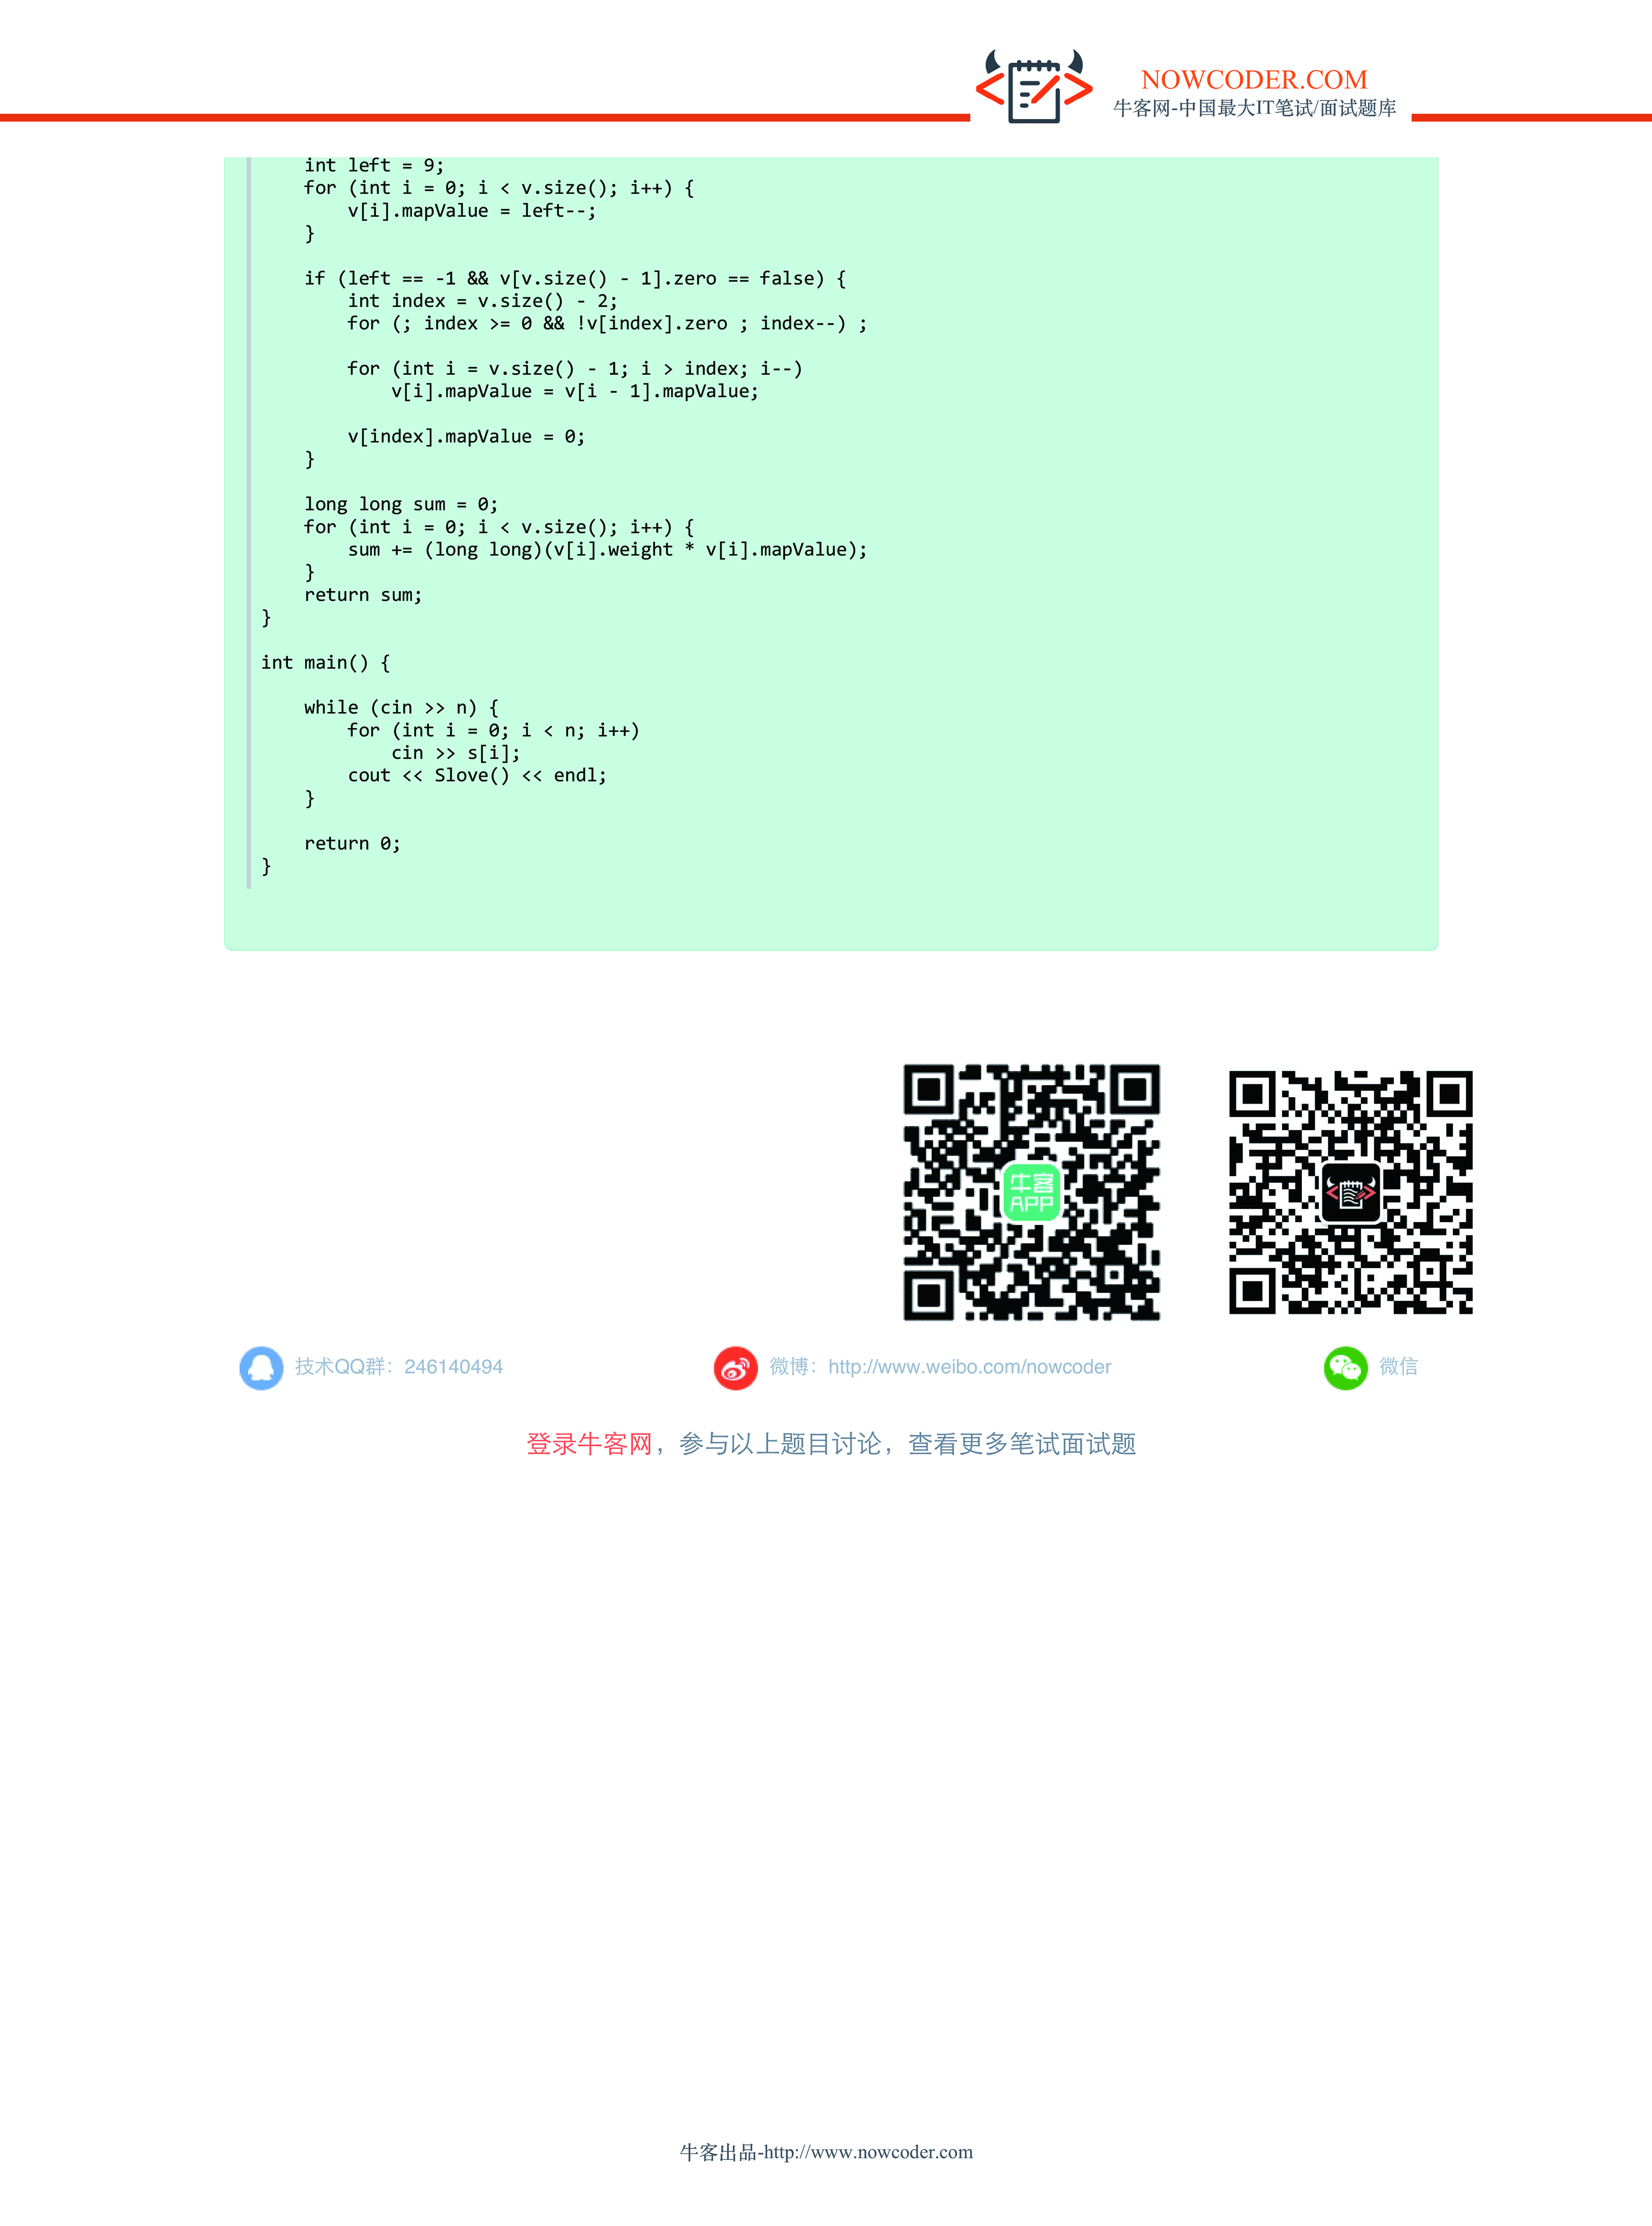 NOWCODER.COM
牛客网-中国最大IT笔试/面试题库
    int left = 9;
    for (int i = 0; i < v.size(); i++) {
        v[i].mapValue = left--;
    }
    if (left == -1 && v[v.size() - 1].zero == false) {
        int index = v.size() - 2;
        for (; index >= 0 && !v[index].zero ; index--) ;
        for (int i = v.size() - 1; i > index; i--)
            v[i].mapValue = v[i - 1].mapValue;
        v[index].mapValue = 0;
    }
    long long sum = 0;
    for (int i = 0; i < v.size(); i++) {
        sum += (long long)(v[i].weight * v[i].mapValue);
    }
    return sum;
}
int main() {
    while (cin >> n) {
        for (int i = 0; i < n; i++)
            cin >> s[i];
        cout << Slove() << endl;
    }
    return 0;
}
牛客
APP
技术QQ群：246140494
微博：http://www.weibo.com/nowcoder
微信
登录牛客网，参与以上题目讨论，查看更多笔试面试题
牛客出品-http://www.nowcoder.com